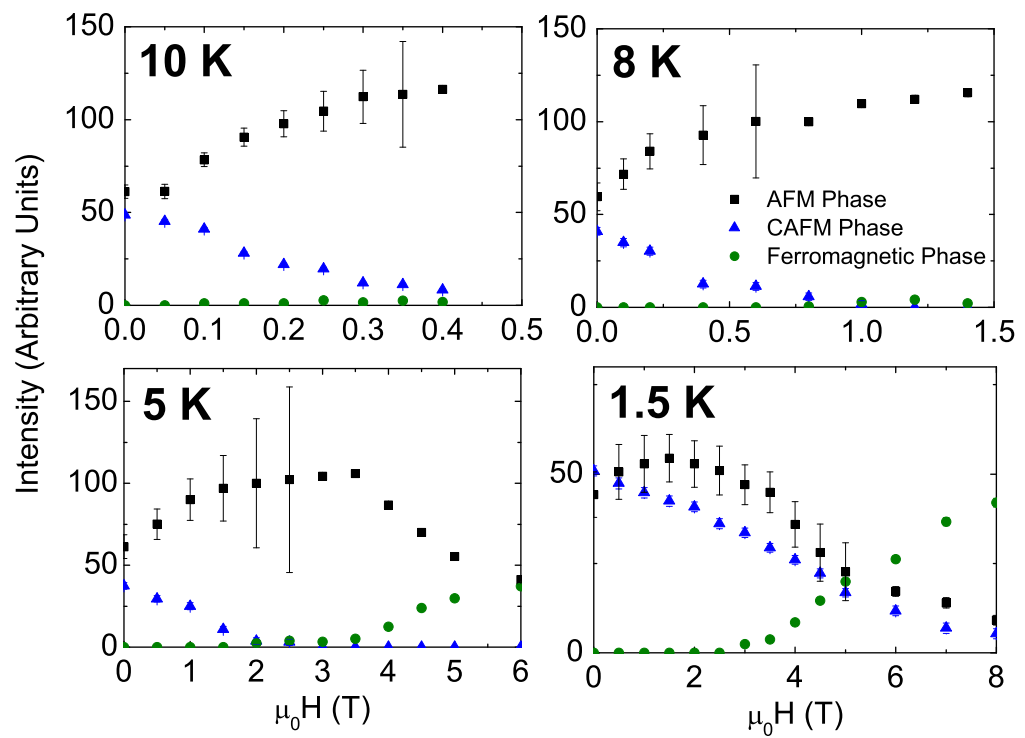 150
100
50
0
10 K
0.0 0.1 0.2 0.3 0.4 0.5
150
100
50
0
8 K
AFM Phase
CAFM Phase
Ferromagnetic Phase
0.0 0.5 1.0 1.5
Intensity (Arbitrary Units)
150
100
50
0
5 K
0 1 2 3 4 5 6
μ₀H (T)
50
0
1.5 K
0 2 4 6 8
μ₀H (T)